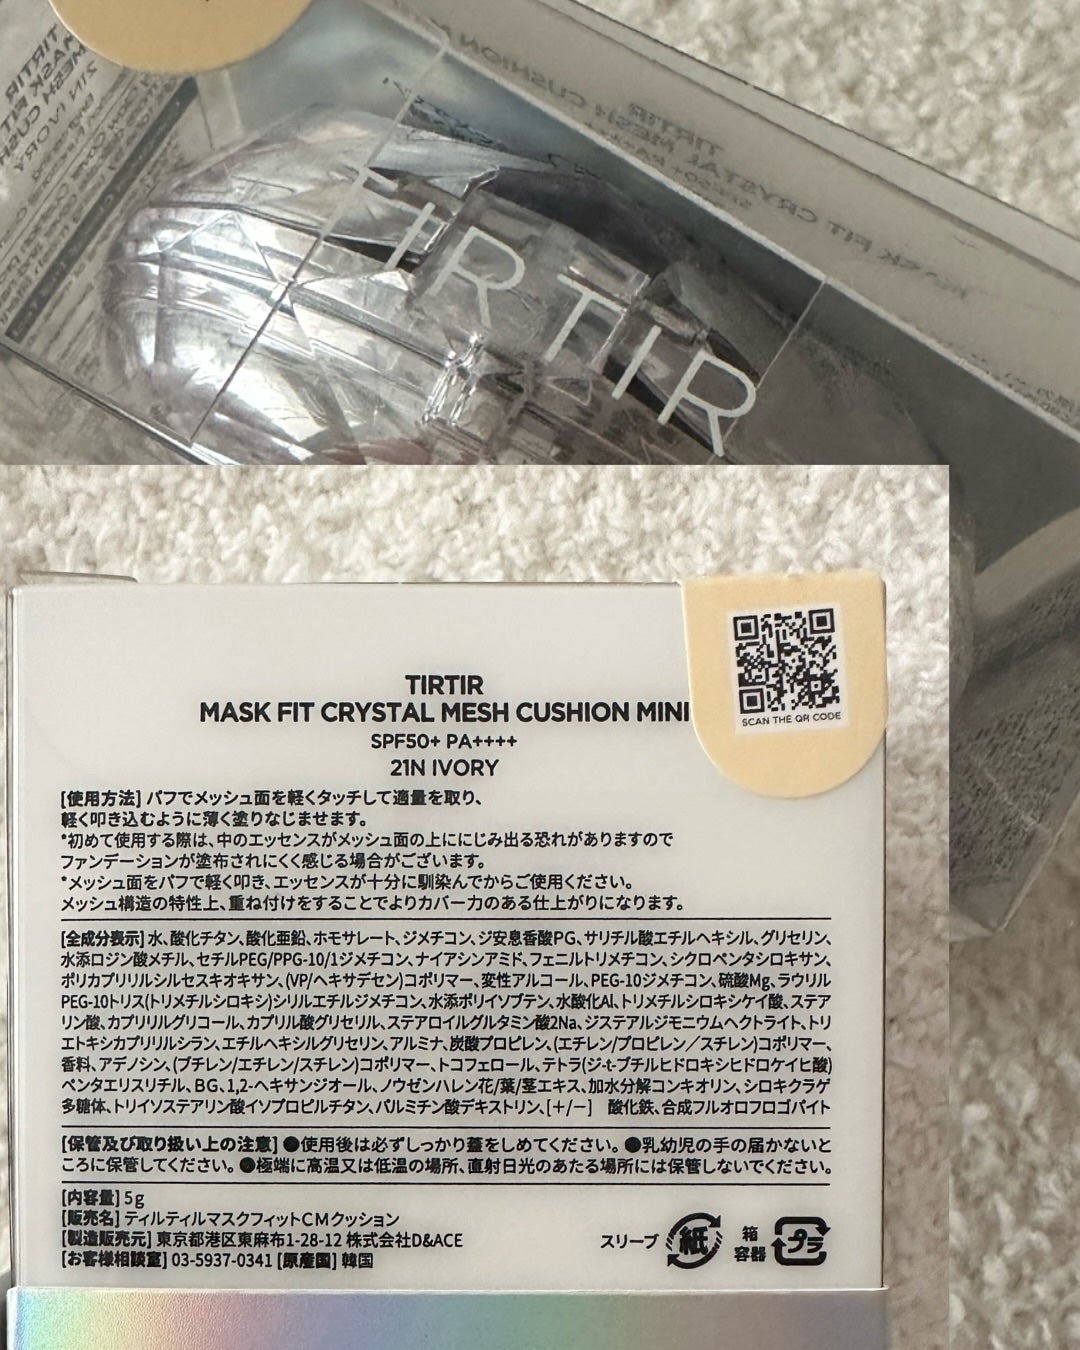 TIRTIR
TIRTIR
MASK FIT CRYSTAL MESH CUSHION MINI
SPF50+ PA++++
21N IVORY
[使用方法] パフでメッシュ面を軽くタッチして適量を取り、
軽く叩き込むように薄く塗りなじませます。
*初めて使用する際は、中のエッセンスがメッシュ面の上ににじみ出る恐れがありますので
ファンデーションが塗布されにくく感じる場合がございます。
*メッシュ面をパフで軽く叩き、エッセンスが十分に馴染んでからご使用ください。
メッシュ構造の特性上、重ね付けをすることでよりカバー力のある仕上がりになります。
[全成分表示] 水、酸化チタン、酸化亜鉛、ホモサレート、ジメチコン、ジ安息香酸PG、サリチル酸エチルヘキシル、グリセリン、
水添ロジン酸メチル、セチルPEG/PPG-10/1ジメチコン、ナイアシンアミド、フェニルトリメチコン、シクロペンタシロキサン、
ポリカプリリルシルセスキオキサン、(VP/ヘキサデセン)コポリマー、変性アルコール、PEG-10ジメチコン、硫酸Mg、ラウリル
PEG-10トリス(トリメチルシロキシ)シリルエチルジメチコン、水添ポリイソブテン、水酸化Al、トリメチルシロキシケイ酸、ステア
リン酸、カプリリルグリコール、カプリル酸グリセリル、ステアロイルグルタミン酸2Na、ジステアルジモニウムヘクトライト、トリ
エトキシカプリリルシラン、エチルヘキシルグリセリン、アルミナ、炭酸プロピレン、(エチレン/プロピレン／スチレン)コポリマー、
香料、アデノシン、(ブチレン/エチレン/スチレン)コポリマー、トコフェロール、テトラ(ジ-t-ブチルヒドロキシヒドロケイヒ酸)
ペンタエリスリチル、BG、1,2-ヘキサンジオール、ノウゼンハレン花/葉/茎エキス、加水分解コンキオリン、シロキクラゲ
多糖体、トリイソステアリン酸イソプロピルチタン、パルミチン酸デキストリン、[+/−] 酸化鉄、合成フルオロフロゴパイト
[保管及び取り扱い上の注意] ●使用後は必ずしっかり蓋をしめてください。●乳幼児の手の届かないと
ころに保管してください。●極端に高温又は低温の場所、直射日光のあたる場所には保管しないでください。
[内容量] 5g
[販売名] ティルティルマスクフィットCMクッション
[製造販売元] 東京都港区東麻布1-28-12 株式会社D&ACE
[お客様相談室] 03-5937-0341 [原産国] 韓国
スリーブ 紙
箱
容器 プラ
SCAN THE QR CODE